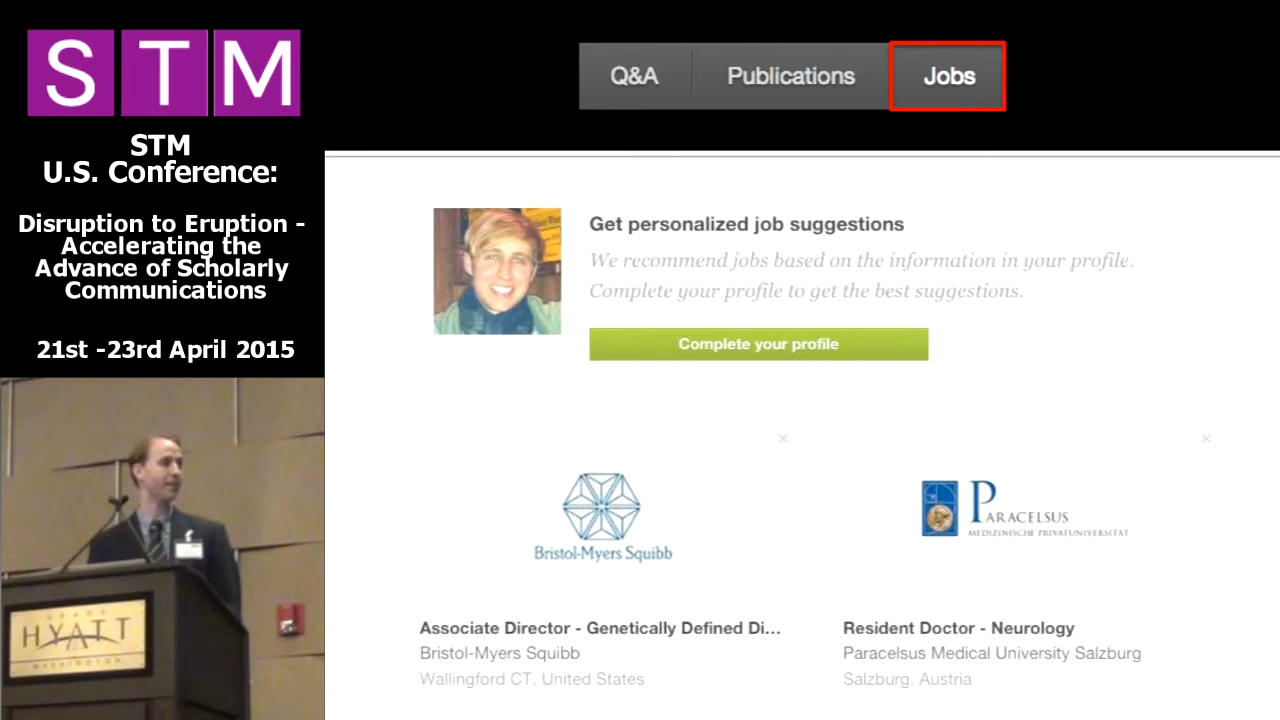 STM
STM
U.S. Conference:
Disruption to Eruption -
Accelerating the
Advance of Scholarly
Communications
21st -23rd April 2015
GRAND
HYATT
WASHINGTON
Q&A
Publications
Jobs
Get personalized job suggestions
We recommend jobs based on the information in your profile.
Complete your profile to get the best suggestions.
Complete your profile
×
×
Bristol-Myers Squibb
PARACELSUS
MEDIZINISCHE PRIVATUNIVERSITÄT
Associate Director - Genetically Defined Di...
Bristol-Myers Squibb
Wallingford CT, United States
Resident Doctor - Neurology
Paracelsus Medical University Salzburg
Salzburg, Austria